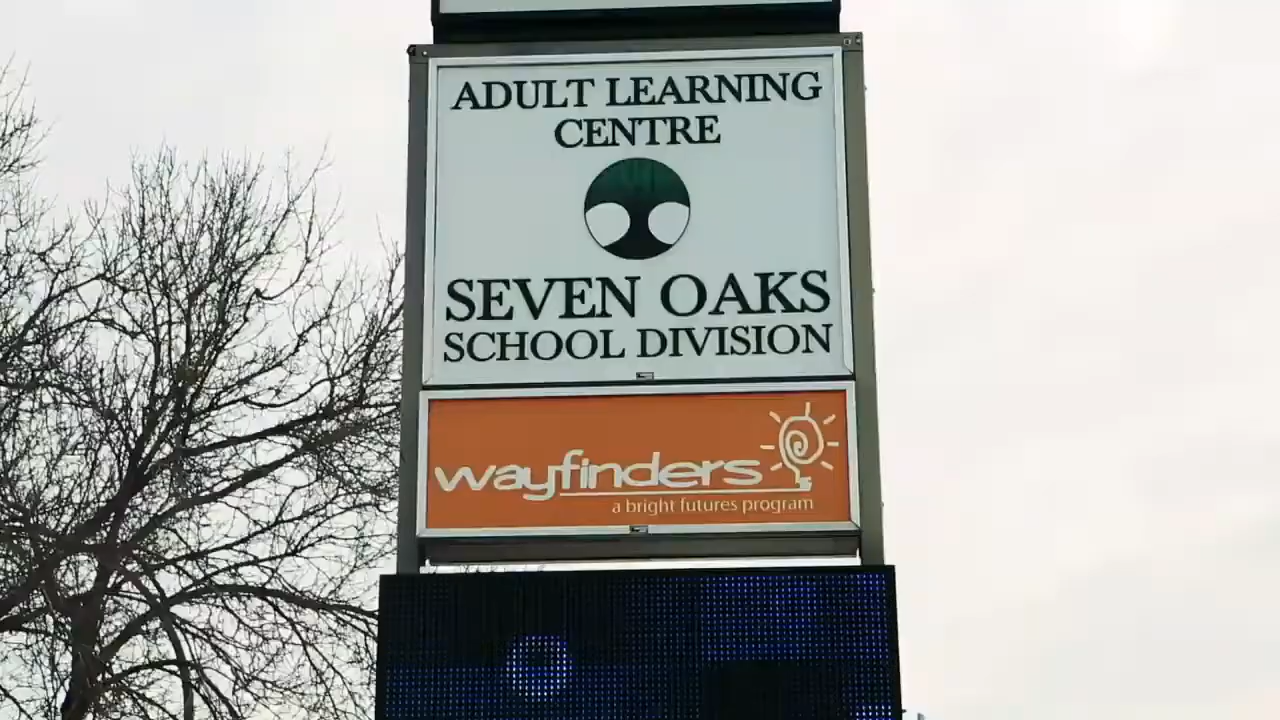 ADULT LEARNING
CENTRE
SEVEN OAKS
SCHOOL DIVISION
wayfinders
a bright futures program